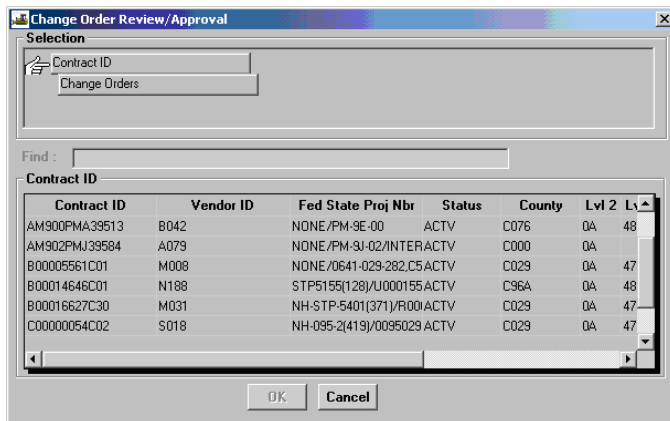 Change Order Review/Approval
Selection
Contract ID
Change Orders
Find :
Contract ID
Contract ID Vendor ID Fed State Proj Nbr Status County Lvl 2 Lv
AM900PMA39513 B042 NONE/PM-9E-00 ACTV C076 0A 48
AM902PMJ39584 A079 NONE/PM-9J-02/INTER ACTV C000 0A
B00005561C01 M008 NONE/0641-029-282,C5 ACTV C029 0A 47
B00014646C01 N188 STP5155(128)/U000155 ACTV C96A 0A 48
B00016627C30 M031 NH-STP-5401(371)/R00 ACTV C029 0A 47
C00000054C02 S018 NH-095-2(419)/0095029 ACTV C029 0A 47
OK Cancel